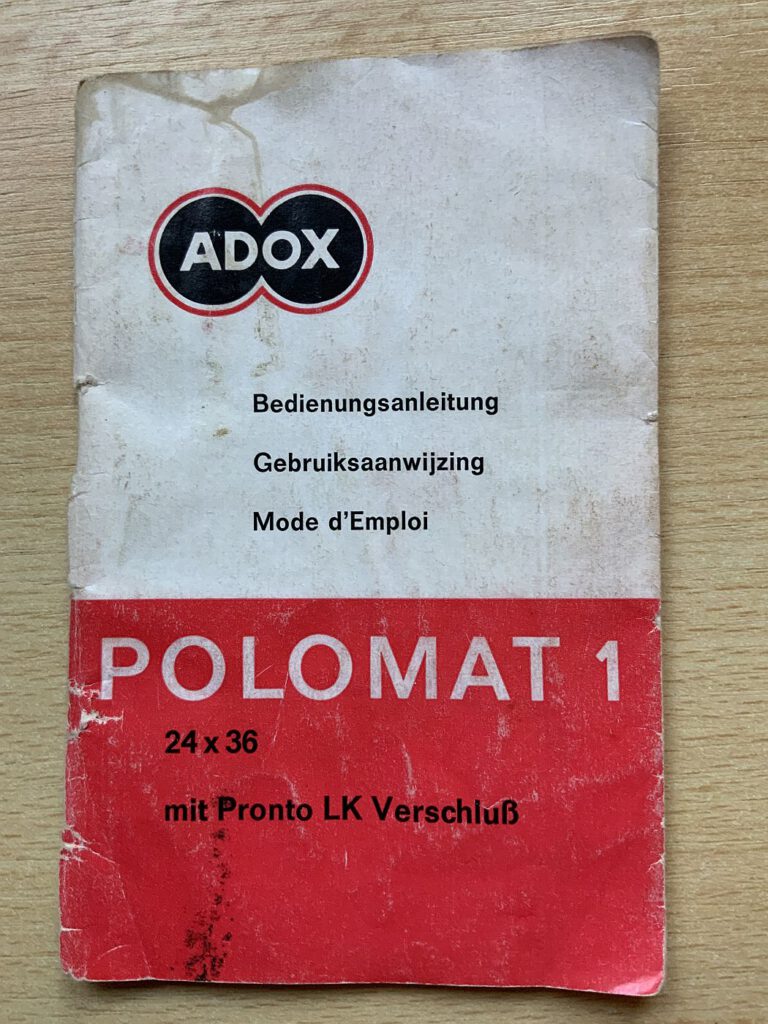 ADOX
Bedienungsanleitung
Gebruiksaanwijzing
Mode d'Emploi
POLOMAT 1
24 x 36
mit Pronto LK Verschluß